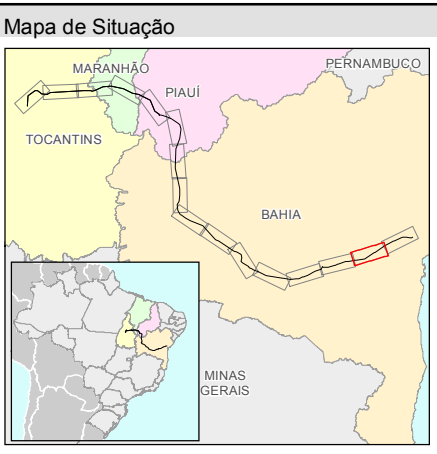 Mapa de Situação
PERNAMBUCO
MARANHÃO
PIAUÍ
TOCANTINS
BAHIA
MINAS
GERAIS